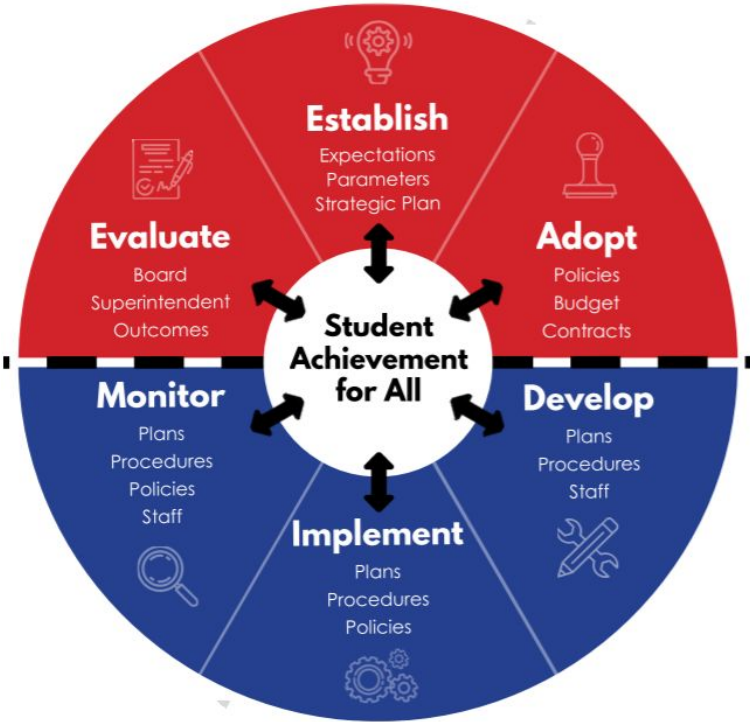 Establish
Expectations
Parameters
Strategic Plan
Adopt
Policies
Budget
Contracts
Develop
Plans
Procedures
Staff
Implement
Plans
Procedures
Policies
Monitor
Plans
Procedures
Policies
Staff
Evaluate
Board
Superintendent
Outcomes
Student
Achievement
for All